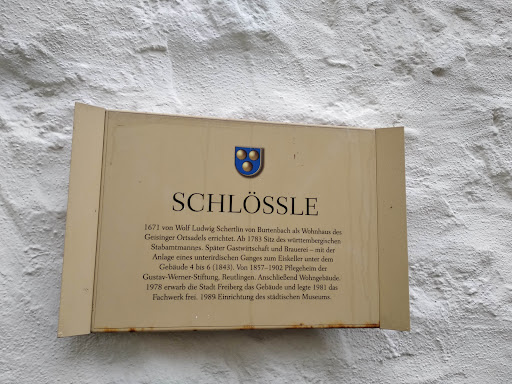 SCHLÖSSLE
1671 von Wolf Ludwig Schertlin von Burtenbach als Wohnhaus des
Geisinger Ortsadels errichtet. Ab 1783 Sitz des württembergischen
Stabsamtmannes. Später Gastwirtschaft und Brauerei – mit der
Anlage eines unterirdischen Ganges zum Eiskeller unter dem
Gebäude 4 bis 6 (1843). Von 1857–1902 Pflegeheim der
Gustav-Werner-Stiftung, Reutlingen. Anschließend Wohngebäude.
1978 erwarb die Stadt Freiberg das Gebäude und legte 1981 das
Fachwerk frei. 1989 Einrichtung des städtischen Museums.